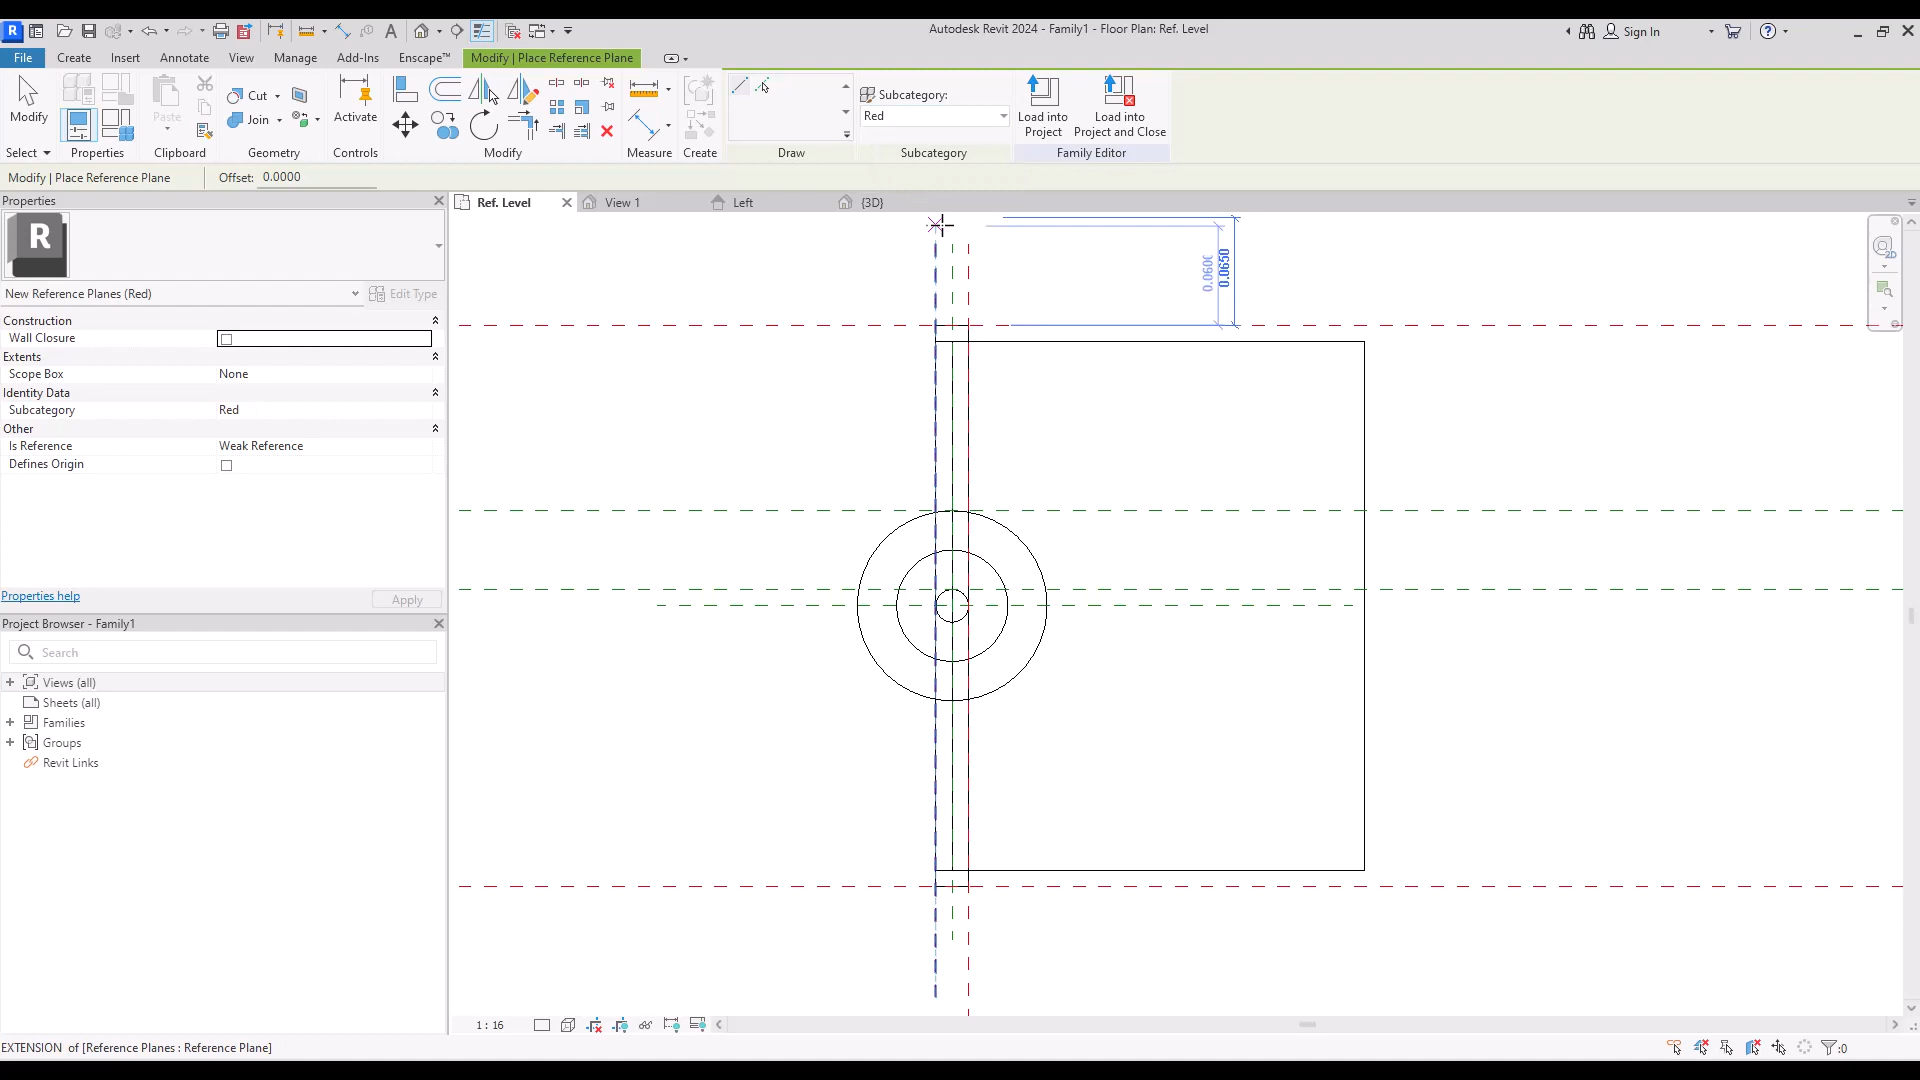 Autodesk Revit 2024 - Family1 - Floor Plan: Ref. Level
Sign In
File
Create
Insert
Annotate
View
Manage
Add-Ins
Enscape™
Modify | Place Reference Plane
Modify
Paste
Cut
Join
Activate
Create
Subcategory:
Red
Load into
Project
Load into
Project and Close
Select
Properties
Clipboard
Geometry
Controls
Modify
Measure
Create
Draw
Subcategory
Family Editor
Modify | Place Reference Plane
Offset: 0.0000
Properties
R
New Reference Planes (Red)
Edit Type
Construction
Wall Closure
Extents
Scope Box None
Identity Data
Subcategory Red
Other
Is Reference Weak Reference
Defines Origin
Properties help
Apply
Project Browser - Family1
Search
Views (all)
Sheets (all)
Families
Groups
Revit Links
Ref. Level
View 1
Left
{3D}
2D
0.0650
1 : 16
EXTENSION of [Reference Planes : Reference Plane]
:0